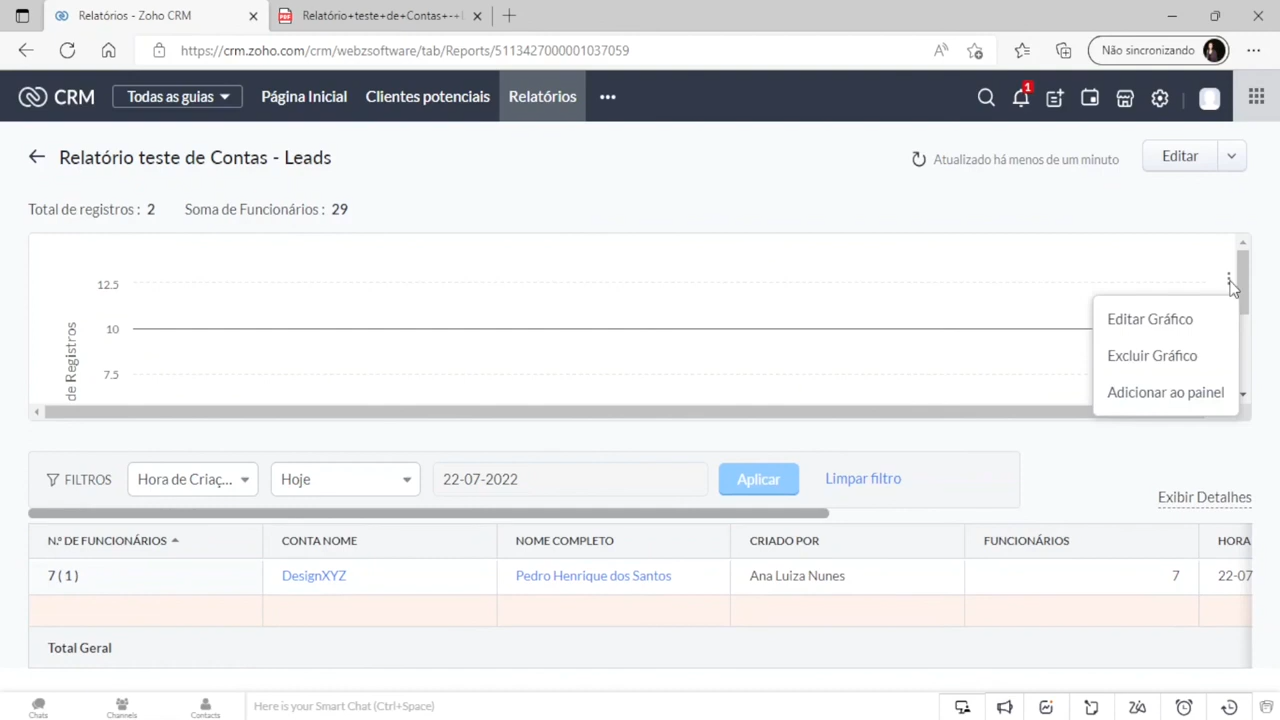 Relatórios - Zoho CRM
Relatório+teste+de+Contas+-+
https://crm.zoho.com/crm/webzsoftware/tab/Reports/5113427000001037059
Não sincronizando
CRM
Todas as guias
Página Inicial
Clientes potenciais
Relatórios
1
Relatório teste de Contas - Leads
Atualizado há menos de um minuto
Editar
Total de registros : 2
Soma de Funcionários : 29
12.5
10
7.5
de Registros
Editar Gráfico
Excluir Gráfico
Adicionar ao painel
FILTROS
Hora de Criaç...
Hoje
22-07-2022
Aplicar
Limpar filtro
Exibir Detalhes
N.º DE FUNCIONÁRIOS
CONTA NOME
NOME COMPLETO
CRIADO POR
FUNCIONÁRIOS
HORA
7 ( 1 )
DesignXYZ
Pedro Henrique dos Santos
Ana Luiza Nunes
7
22-07
Total Geral
Chats
Channels
Contacts
Here is your Smart Chat (Ctrl+Space)